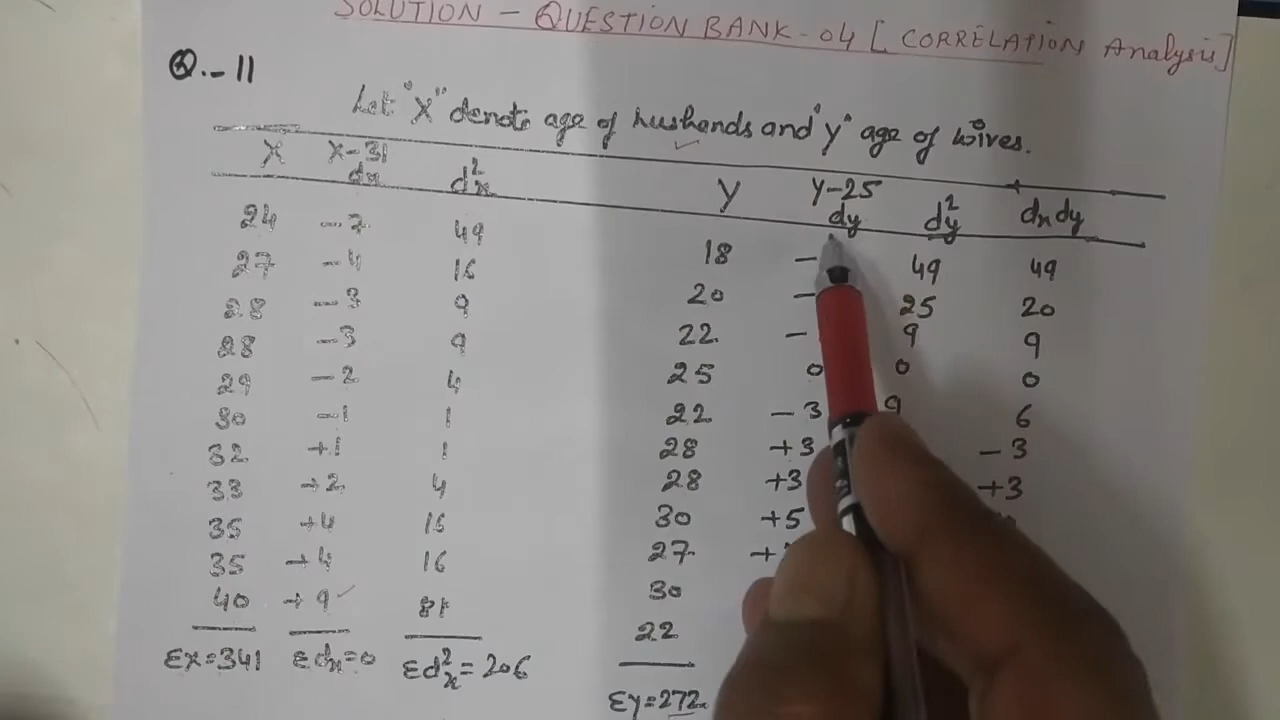 SOLUTION - QUESTION BANK-04 [CORRELATION Analysis]
Q.-11
Let "X" denote age of husbands and "Y" age of wives.
X X-31 dx d²x Y Y-25 dy d²y dxdy
24 -7 49 18 - 49 49
27 -4 16 20 - 25 20
28 -3 9 22 - 9 9
28 -3 9 25 0 0 0
29 -2 4 22 -3 9 6
30 -1 1 28 +3 -3
32 +1 1 28 +3 +3
33 +2 4 30 +5
35 +4 16 27
35 +4 16 30
40 +9 81 22
Σx=341 Σdx=0 Σd²x=206 Σy=272